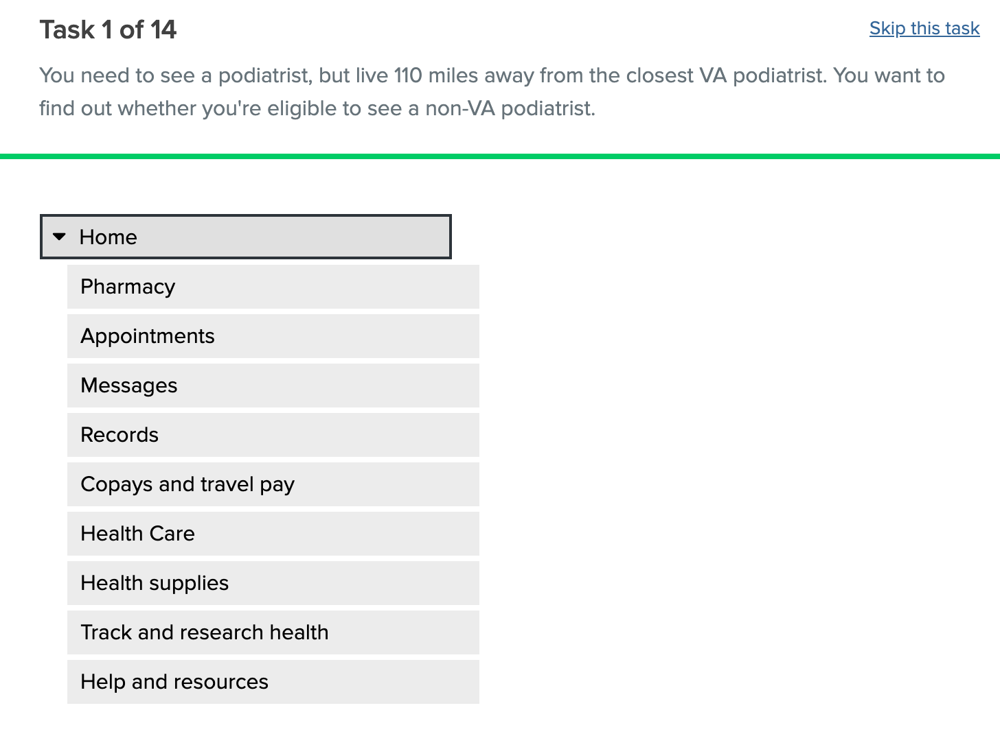 Task 1 of 14
Skip this task
You need to see a podiatrist, but live 110 miles away from the closest VA podiatrist. You want to
find out whether you're eligible to see a non-VA podiatrist.
Home
Pharmacy
Appointments
Messages
Records
Copays and travel pay
Health Care
Health supplies
Track and research health
Help and resources